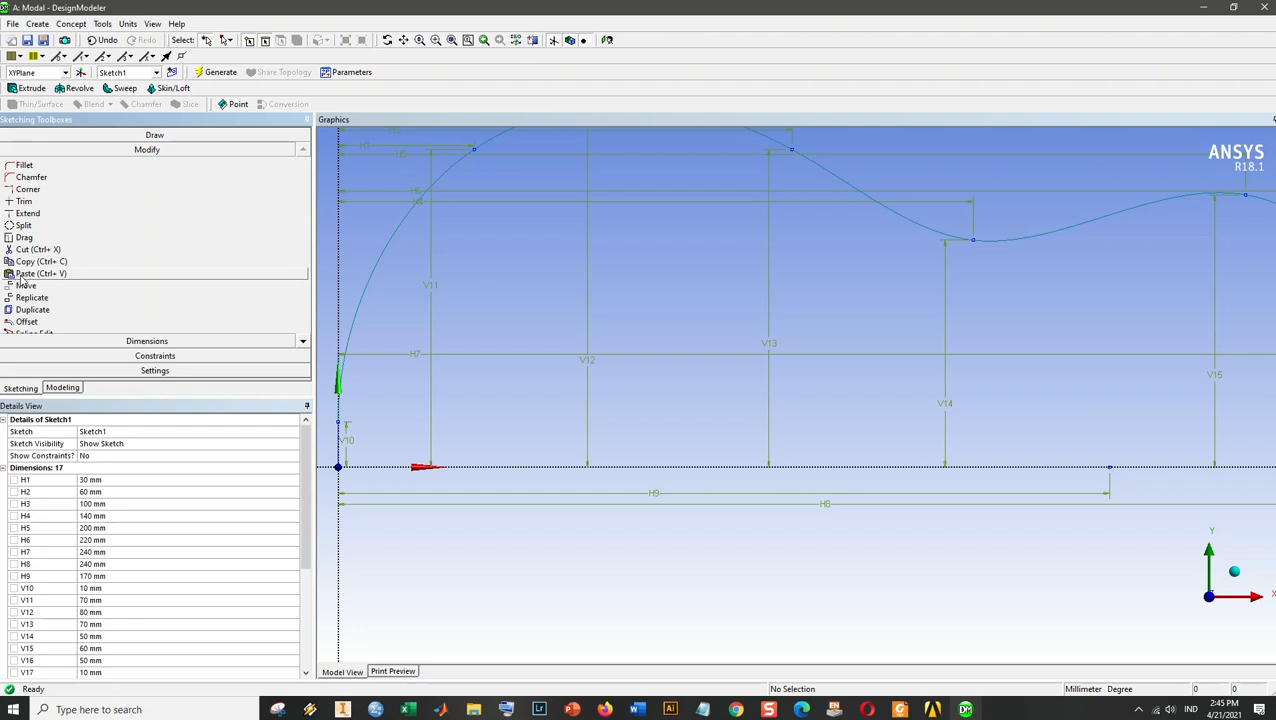 A: Modal - DesignModeler
File Create Concept Tools Units View Help
Undo Redo Select:
XYPlane Sketch1 Generate Share Topology Parameters
Extrude Revolve Sweep Skin/Loft
Thin/Surface Blend Chamfer Slice Point Conversion
Sketching Toolboxes
Draw
Modify
Fillet
Chamfer
Corner
Trim
Extend
Split
Drag
Cut (Ctrl+ X)
Copy (Ctrl+ C)
Paste (Ctrl+ V)
Move
Replicate
Duplicate
Offset
Spline Edit
Dimensions
Constraints
Settings
Sketching Modeling
Details View
Details of Sketch1
Sketch Sketch1
Sketch Visibility Show Sketch
Show Constraints? No
Dimensions: 17
H1 30 mm
H2 60 mm
H3 100 mm
H4 140 mm
H5 200 mm
H6 220 mm
H7 240 mm
H8 240 mm
H9 170 mm
V10 10 mm
V11 70 mm
V12 80 mm
V13 70 mm
V14 50 mm
V15 60 mm
V16 50 mm
V17 10 mm
Graphics
ANSYS
R18.1
H1
H5
H6
H4
V11
V13
H7
V12
V15
V14
V10
H9
H8
Y
X
Model View Print Preview
Ready No Selection Millimeter Degree 0 0
Type here to search
IND
2:45 PM
4/21/2021